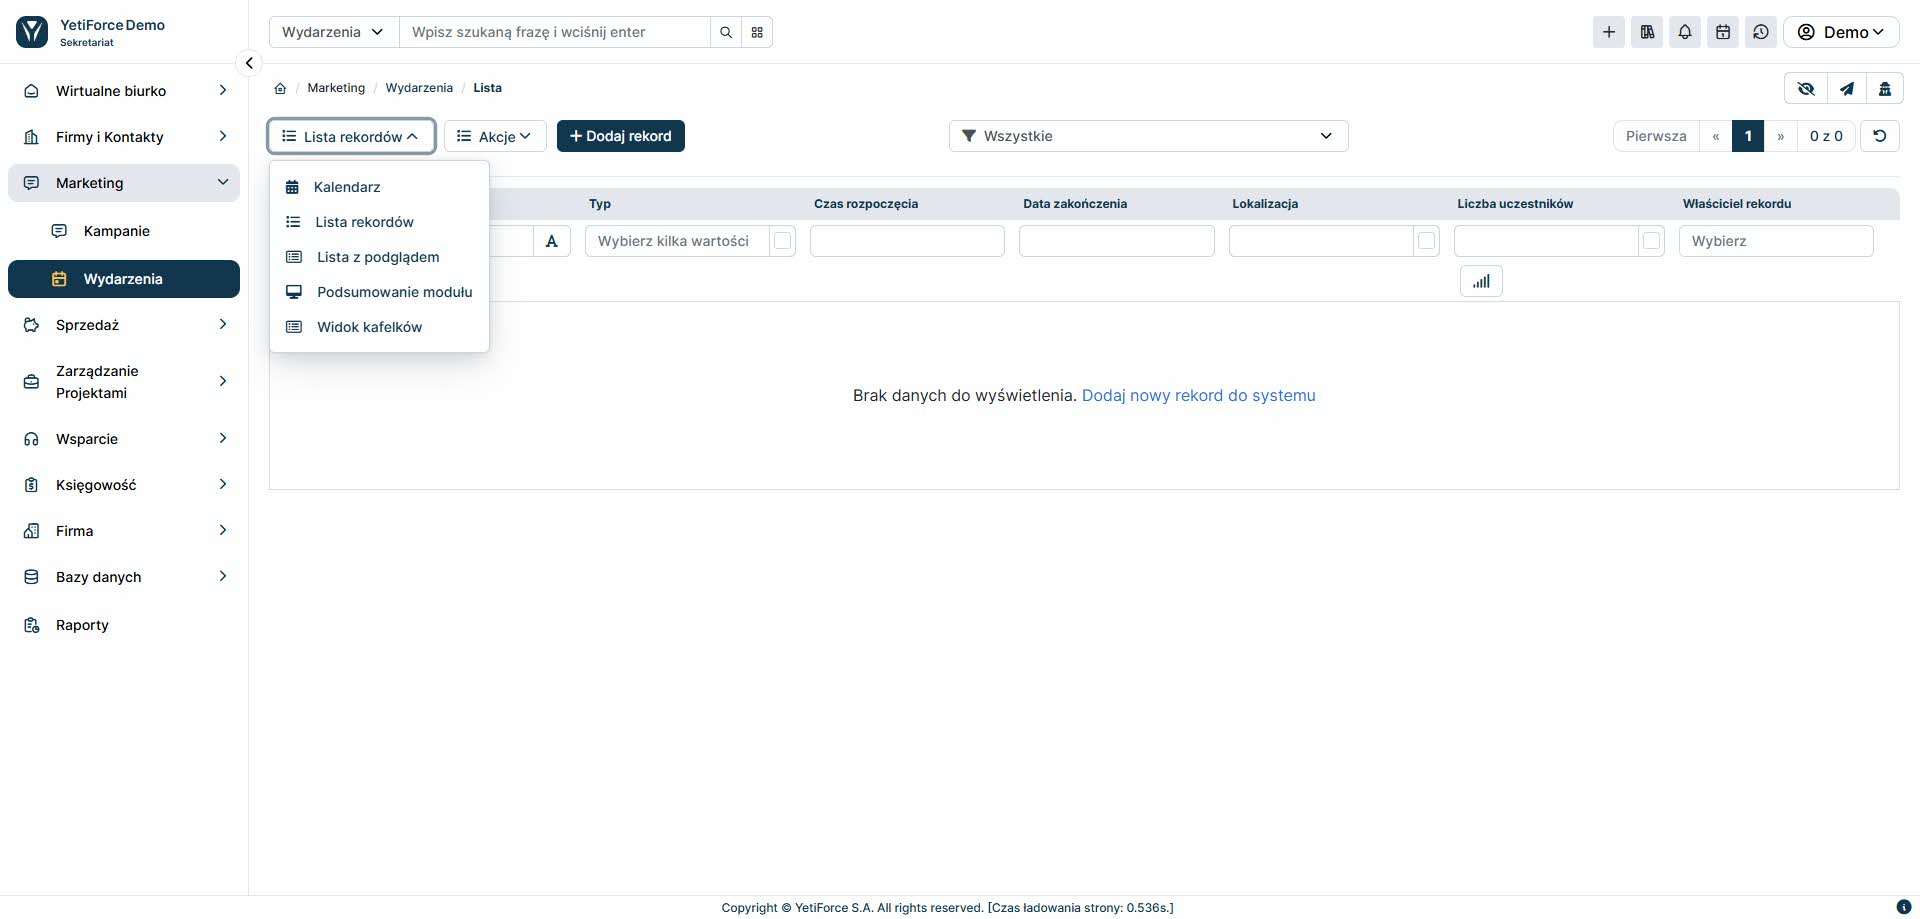 YetiForce Demo
Sekretariat
Wydarzenia
Wpisz szukaną frazę i wciśnij enter
Demo
Wirtualne biurko
Firmy i Kontakty
Marketing
Kampanie
Wydarzenia
Sprzedaż
Zarządzanie
Projektami
Wsparcie
Księgowość
Firma
Bazy danych
Raporty
Marketing / Wydarzenia / Lista
Lista rekordów
Akcje
+ Dodaj rekord
Wszystkie
Pierwsza « 1 » 0 z 0
Kalendarz
Lista rekordów
Lista z podglądem
Podsumowanie modułu
Widok kafelków
Typ Czas rozpoczęcia Data zakończenia Lokalizacja Liczba uczestników Właściciel rekordu
A Wybierz kilka wartości Wybierz
Brak danych do wyświetlenia. Dodaj nowy rekord do systemu
Copyright © YetiForce S.A. All rights reserved. [Czas ładowania strony: 0.536s.]